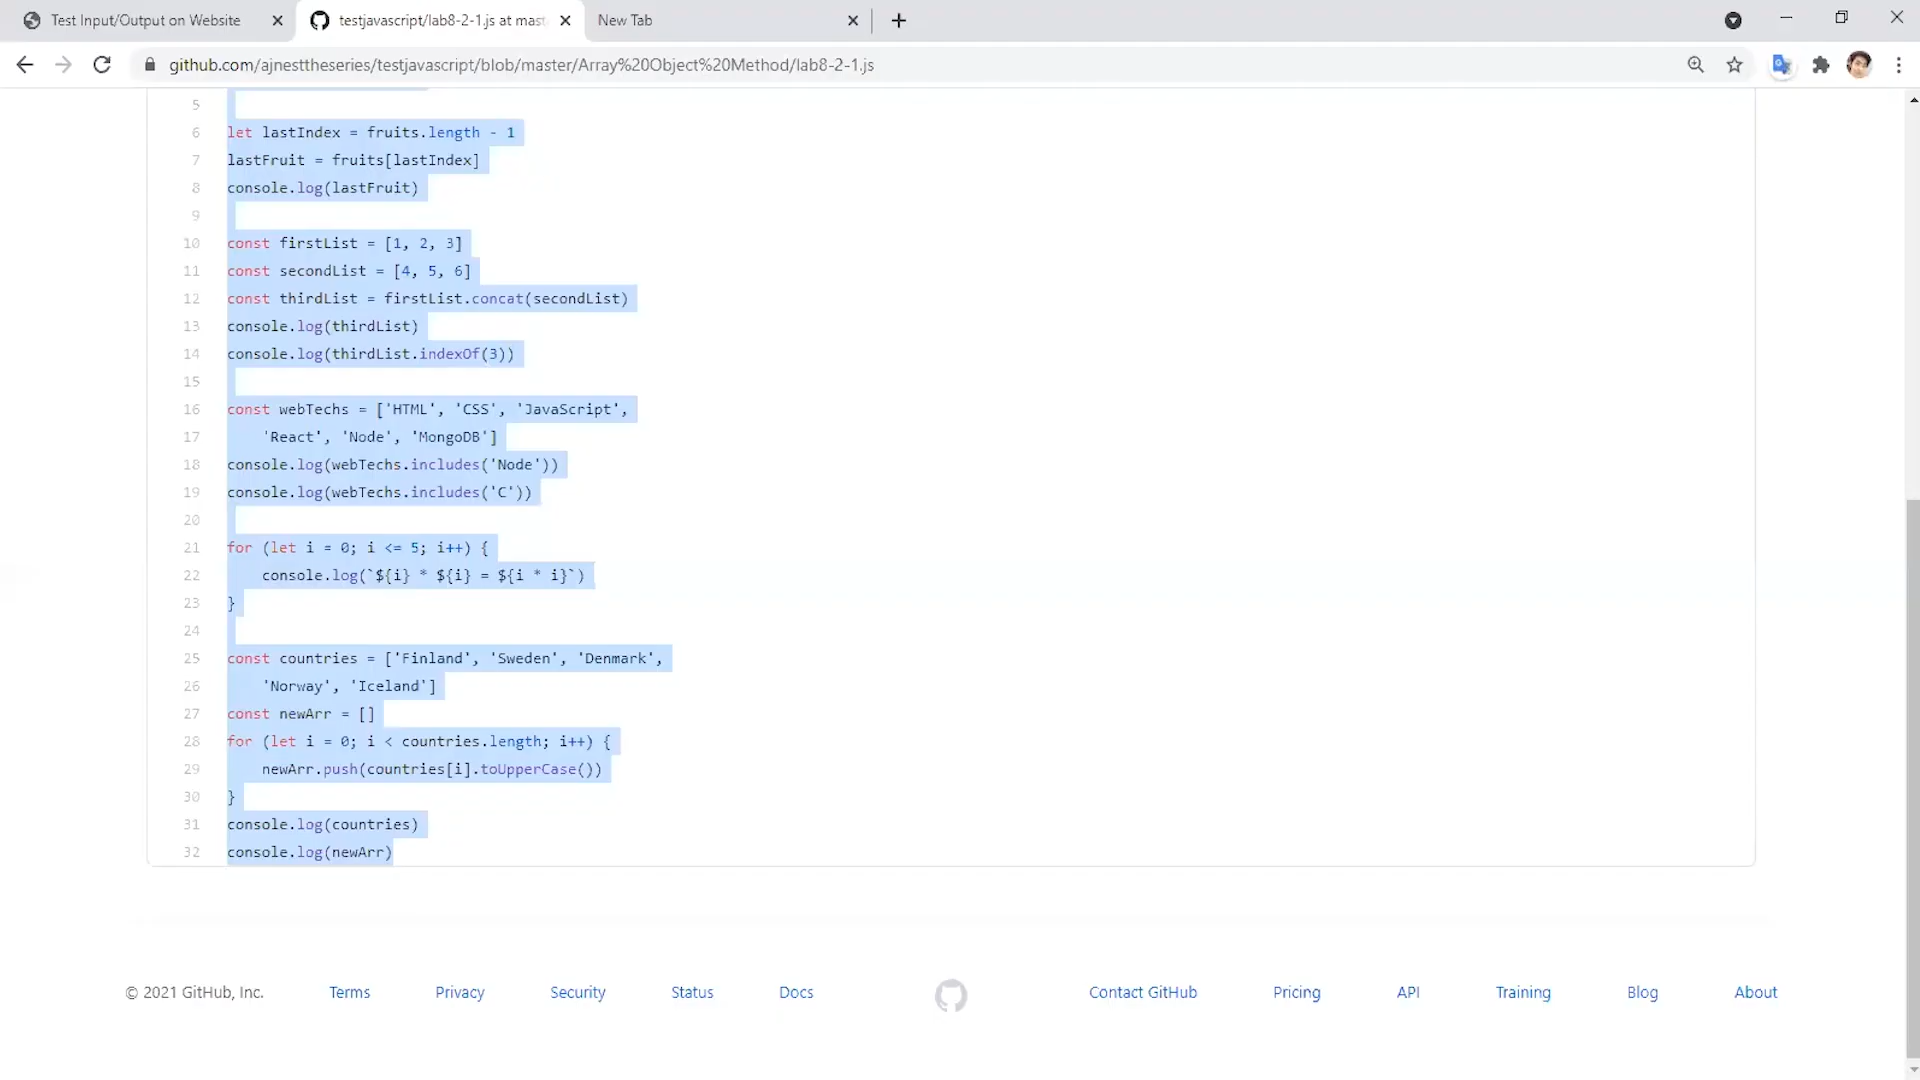 Test Input/Output on Website
testjavascript/lab8-2-1.js at mast
New Tab
github.com/ajnesttheseries/testjavascript/blob/master/Array%20Object%20Method/lab8-2-1.js
5
6 let lastIndex = fruits.length - 1
7 lastFruit = fruits[lastIndex]
8 console.log(lastFruit)
9
10 const firstList = [1, 2, 3]
11 const secondList = [4, 5, 6]
12 const thirdList = firstList.concat(secondList)
13 console.log(thirdList)
14 console.log(thirdList.indexOf(3))
15
16 const webTechs = ['HTML', 'CSS', 'JavaScript',
17 'React', 'Node', 'MongoDB']
18 console.log(webTechs.includes('Node'))
19 console.log(webTechs.includes('C'))
20
21 for (let i = 0; i <= 5; i++) {
22 console.log(`${i} * ${i} = ${i * i}`)
23 }
24
25 const countries = ['Finland', 'Sweden', 'Denmark',
26 'Norway', 'Iceland']
27 const newArr = []
28 for (let i = 0; i < countries.length; i++) {
29 newArr.push(countries[i].toUpperCase())
30 }
31 console.log(countries)
32 console.log(newArr)
© 2021 GitHub, Inc. Terms Privacy Security Status Docs Contact GitHub Pricing API Training Blog About